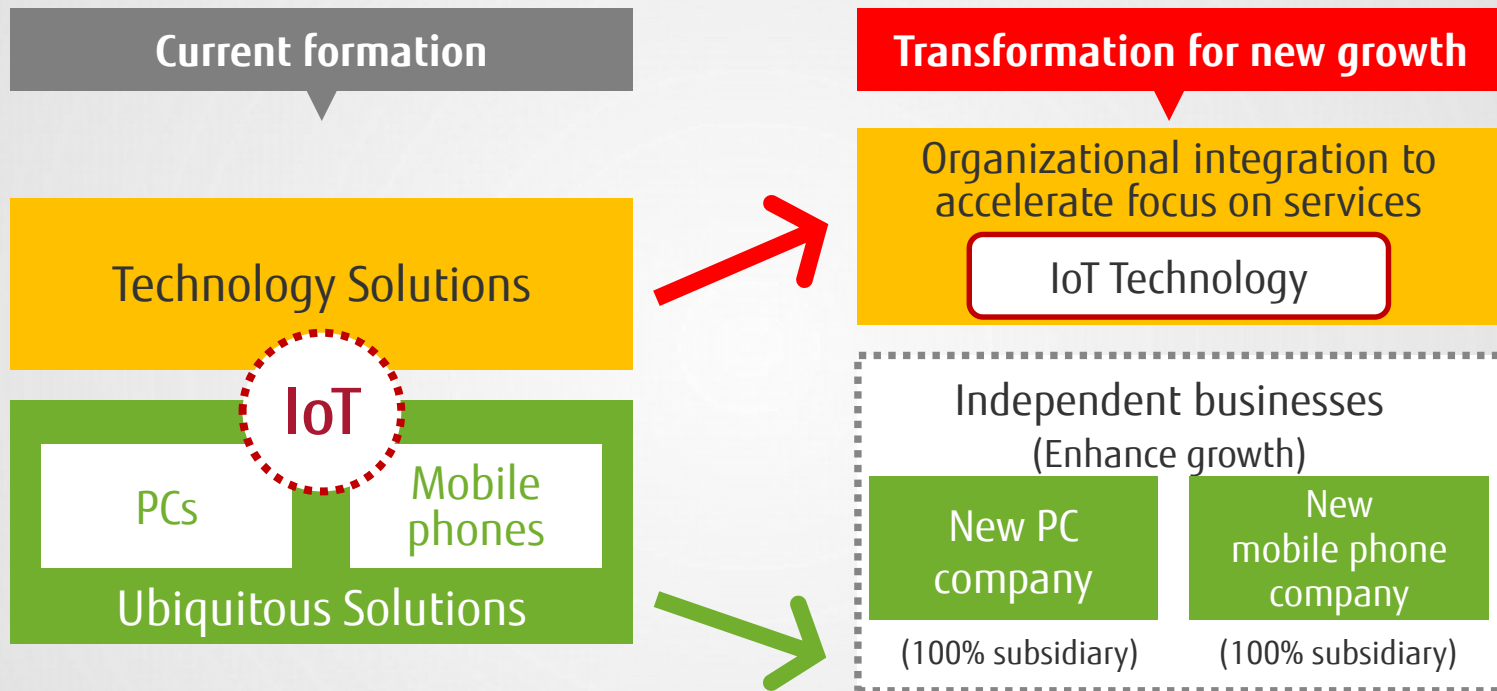 Current formation
Technology Solutions
IoT
PCs
Mobile
phones
Ubiquitous Solutions
Transformation for new growth
Organizational integration to
accelerate focus on services
IoT Technology
Independent businesses
(Enhance growth)
New PC
company
(100% subsidiary)
New
mobile phone
company
(100% subsidiary)